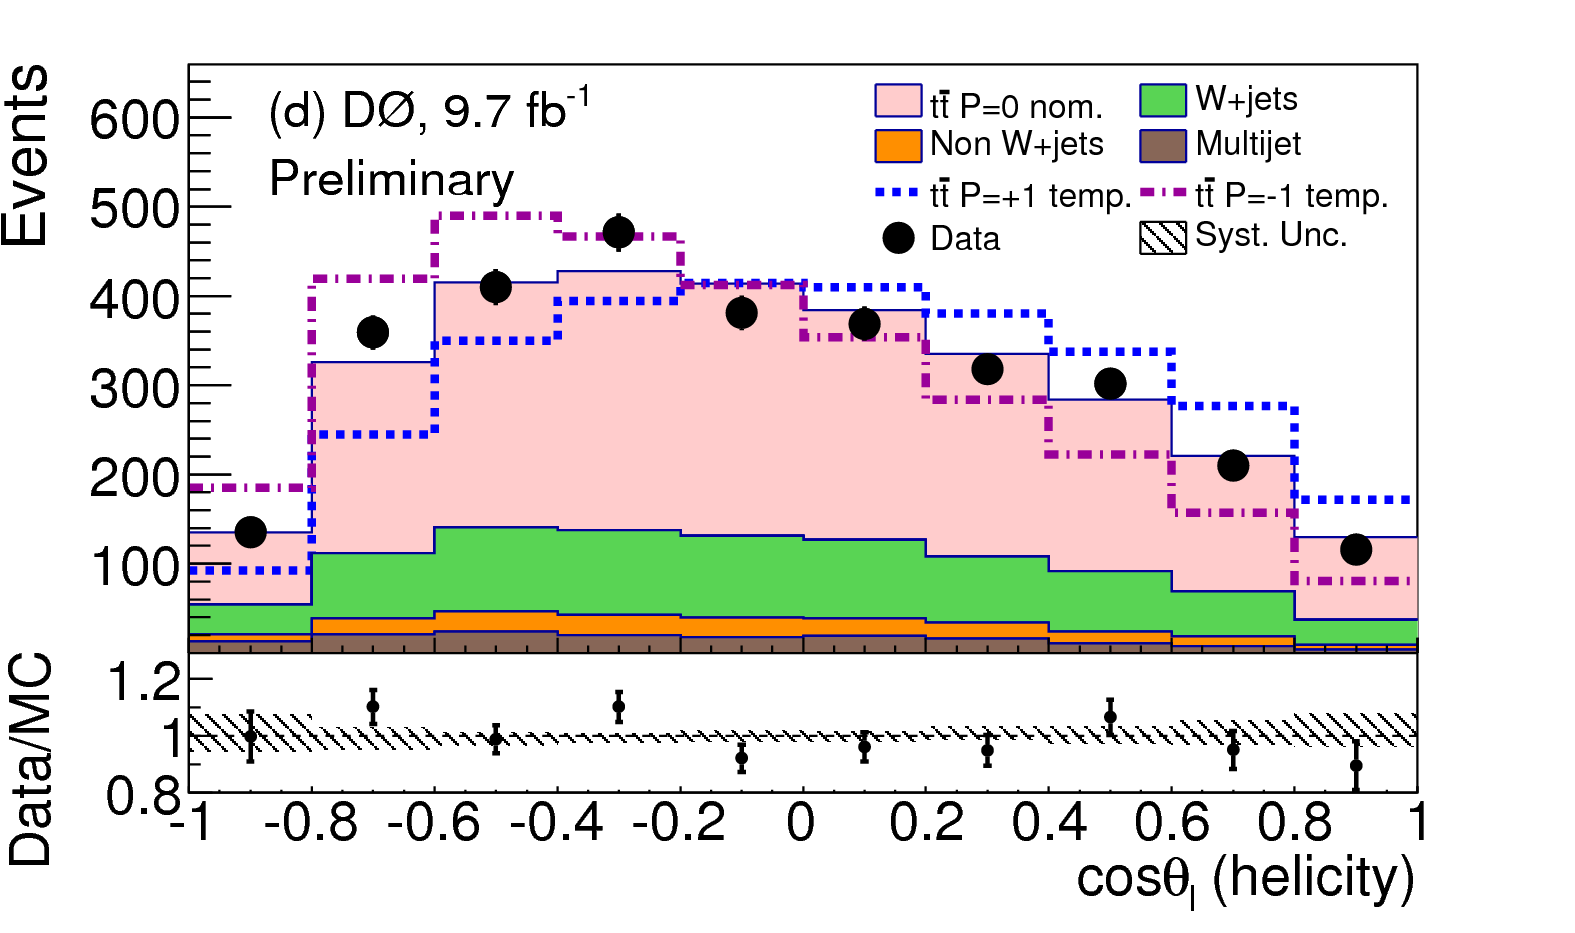 (d) DØ, 9.7 fb⁻¹
Preliminary
tt̄ P=0 nom.
W+jets
Non W+jets
Multijet
tt̄ P=+1 temp.
tt̄ P=-1 temp.
Data
Syst. Unc.
Events
600
500
400
300
200
100
Data/MC
1.2
1
0.8
-1 -0.8 -0.6 -0.4 -0.2 0 0.2 0.4 0.6 0.8 1
cosθₗ (helicity)